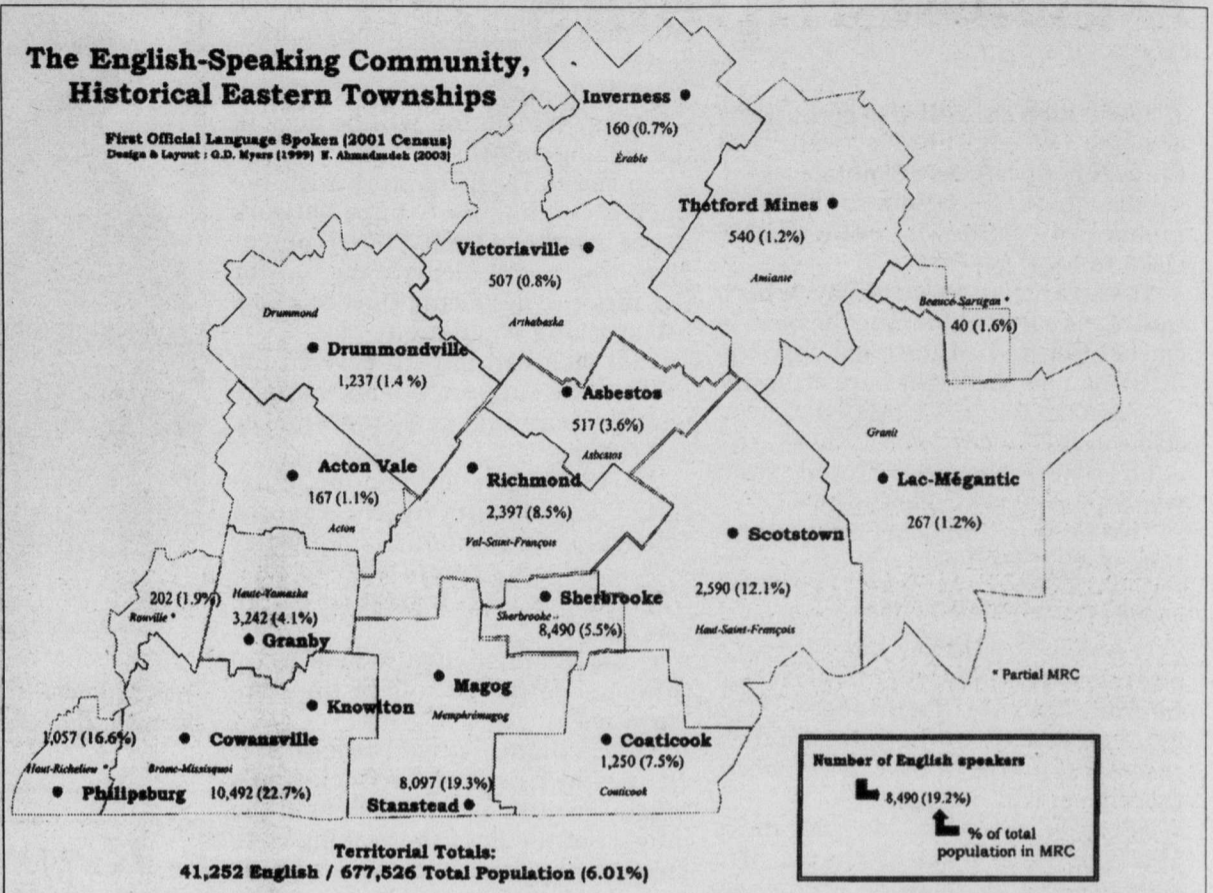 The English-Speaking Community,
Historical Eastern Townships
First Official Language Spoken (2001 Census)
Design & Layout : G.D. Myers (1999) N. Ahmadzadeh (2003)
Inverness
160 (0.7%)
Érable
Thetford Mines
540 (1.2%)
Amiante
Victoriaville
507 (0.8%)
Arthabaska
Beauce-Sartigan *
40 (1.6%)
Drummond
Drummondville
1,237 (1.4 %)
Asbestos
517 (3.6%)
Asbestos
Granit
Lac-Mégantic
267 (1.2%)
Acton Vale
167 (1.1%)
Acton
Richmond
2,397 (8.5%)
Val-Saint-François
Scotstown
2,590 (12.1%)
Haut-Saint-François
202 (1.9%)
Rouville *
Haute-Yamaska
3,242 (4.1%)
Granby
Sherbrooke
Sherbrooke
8,490 (5.5%)
* Partial MRC
Magog
Memphrémagog
Knowlton
1,057 (16.6%)
Haut-Richelieu *
Philipsburg
Cowansville
Brome-Missisquoi
10,492 (22.7%)
8,097 (19.3%)
Stanstead
Coaticook
1,250 (7.5%)
Coaticook
Number of English speakers
8,490 (19.2%)
% of total
population in MRC
Territorial Totals:
41,252 English / 677,526 Total Population (6.01%)